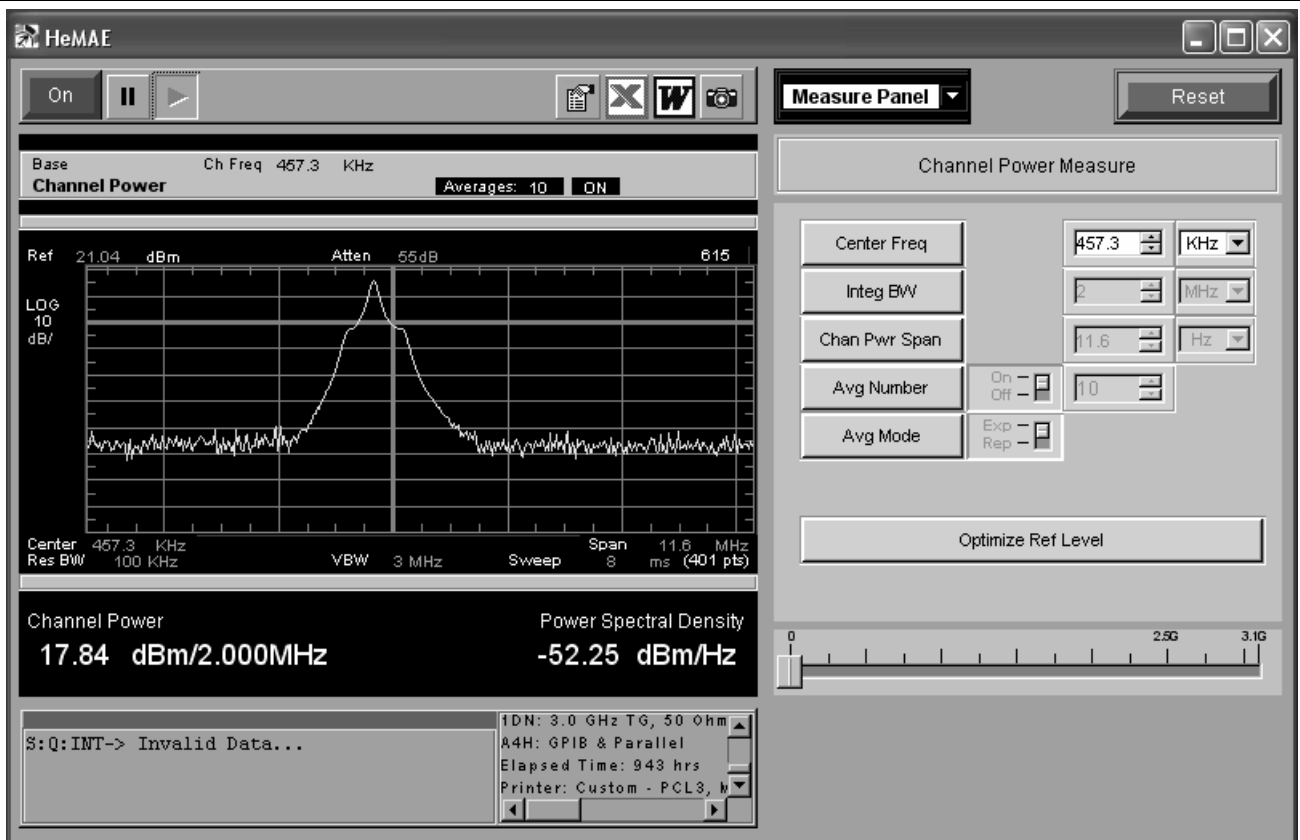 HeMAE
On
W
Measure Panel
Reset
Base Ch Freq 457.3 KHz
Channel Power Averages: 10 ON
Channel Power Measure
Ref 21.04 dBm Atten 55dB 615
LOG
10
dB/
Center 457.3 KHz Span 11.6 MHz
Res BW 100 KHz VBW 3 MHz Sweep 8 ms (401 pts)
Channel Power Power Spectral Density
17.84 dBm/2.000MHz -52.25 dBm/Hz
S:Q:INT-> Invalid Data...
1DN: 3.0 GHz TG, 50 Ohm
A4H: GPIB & Parallel
Elapsed Time: 943 hrs
Printer: Custom - PCL3, M
Center Freq 457.3 KHz
Integ BW 2 MHz
Chan Pwr Span 11.6 Hz
Avg Number On Off 10
Avg Mode Exp Rep
Optimize Ref Level
0 2.5G 3.1G